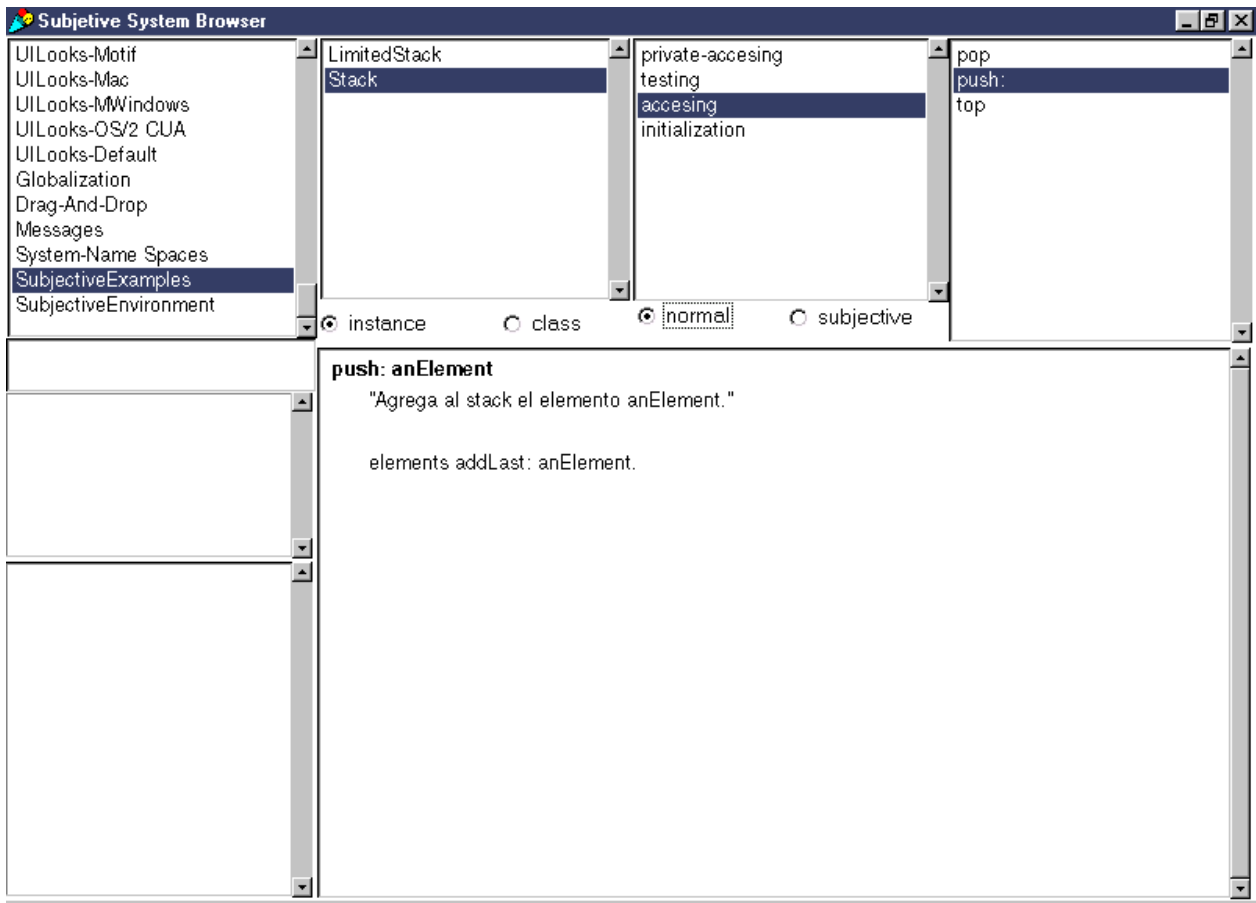 Subjetive System Browser
UILooks-Motif
UILooks-Mac
UILooks-MWindows
UILooks-OS/2 CUA
UILooks-Default
Globalization
Drag-And-Drop
Messages
System-Name Spaces
SubjectiveExamples
SubjectiveEnvironment
LimitedStack
Stack
instance
class
private-accesing
testing
accesing
initialization
normal
subjective
pop
push:
top
push: anElement
"Agrega al stack el elemento anElement."
elements addLast: anElement.